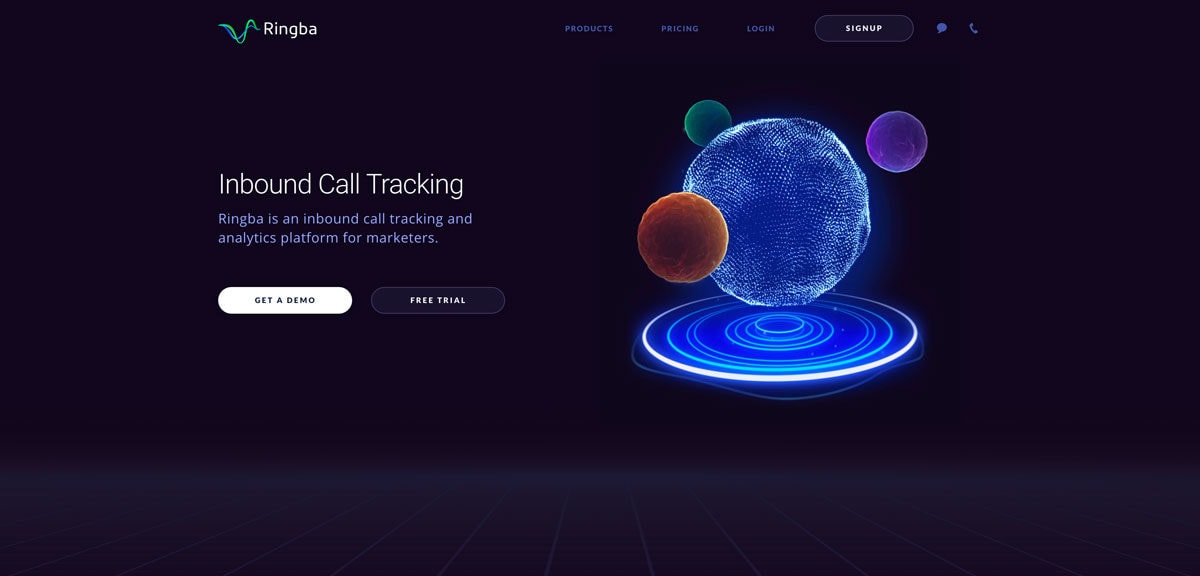 Ringba
PRODUCTS
PRICING
LOGIN
SIGNUP
Inbound Call Tracking
Ringba is an inbound call tracking and
analytics platform for marketers.
GET A DEMO
FREE TRIAL